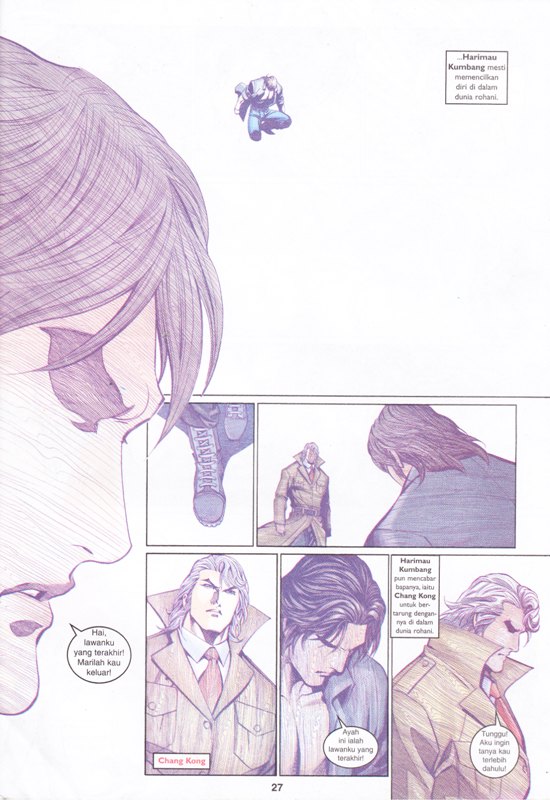 ...Harimau
Kumbang mesti
memencilkan
diri di dalam
dunia rohani.
Hai,
lawanku
yang terakhir!
Marilah kau
keluar!
Chang Kong
Ayah
ini ialah
lawanku yang
terakhir!
Harimau
Kumbang
pun mencabar
bapanya, iaitu
Chang Kong
untuk ber-
tarung dengan-
nya di dalam
dunia rohani.
Tunggu!
Aku ingin
tanya kau
terlebih
dahulu!
27